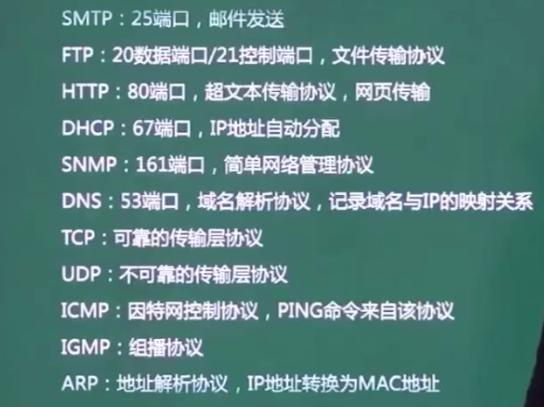 SMTP：25端口，邮件发送
FTP：20数据端口/21控制端口，文件传输协议
HTTP：80端口，超文本传输协议，网页传输
DHCP：67端口，IP地址自动分配
SNMP：161端口，简单网络管理协议
DNS：53端口，域名解析协议，记录域名与IP的映射关系
TCP：可靠的传输层协议
UDP：不可靠的传输层协议
ICMP：因特网控制协议，PING命令来自该协议
IGMP：组播协议
ARP：地址解析协议，IP地址转换为MAC地址